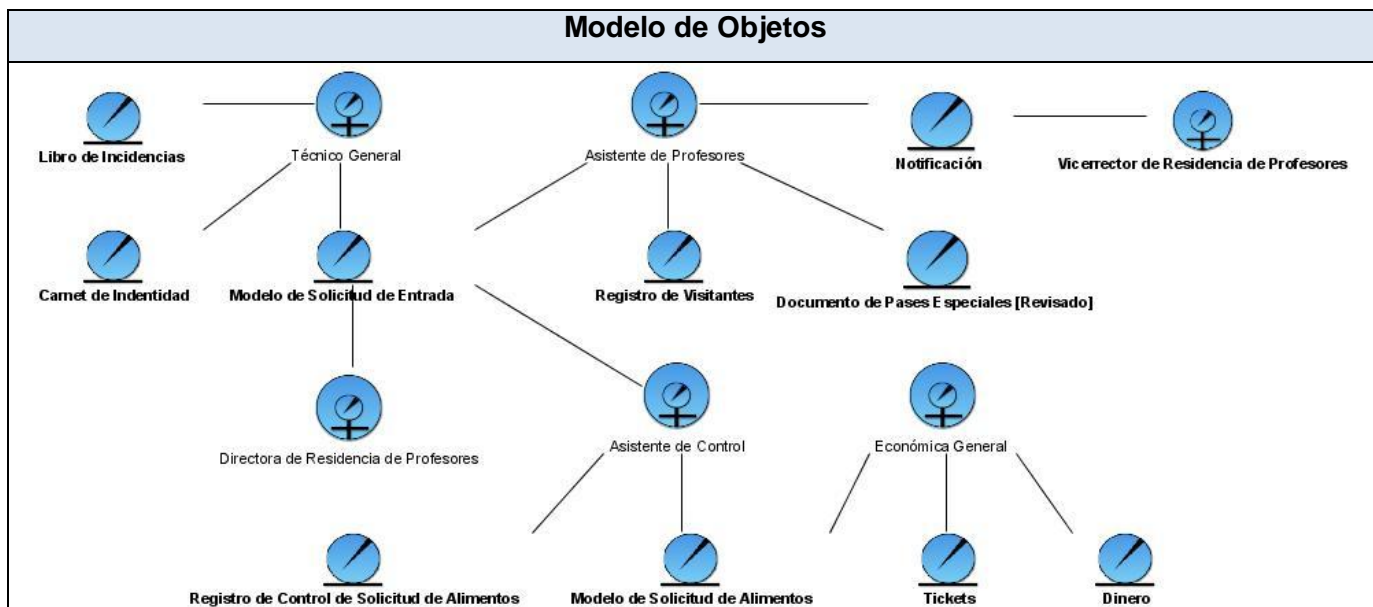 Modelo de Objetos
Libro de Incidencias
Técnico General
Asistente de Profesores
Notificación
Vicerrector de Residencia de Profesores
Carnet de Indentidad
Modelo de Solicitud de Entrada
Registro de Visitantes
Documento de Pases Especiales [Revisado]
Directora de Residencia de Profesores
Asistente de Control
Económica General
Registro de Control de Solicitud de Alimentos
Modelo de Solicitud de Alimentos
Tickets
Dinero